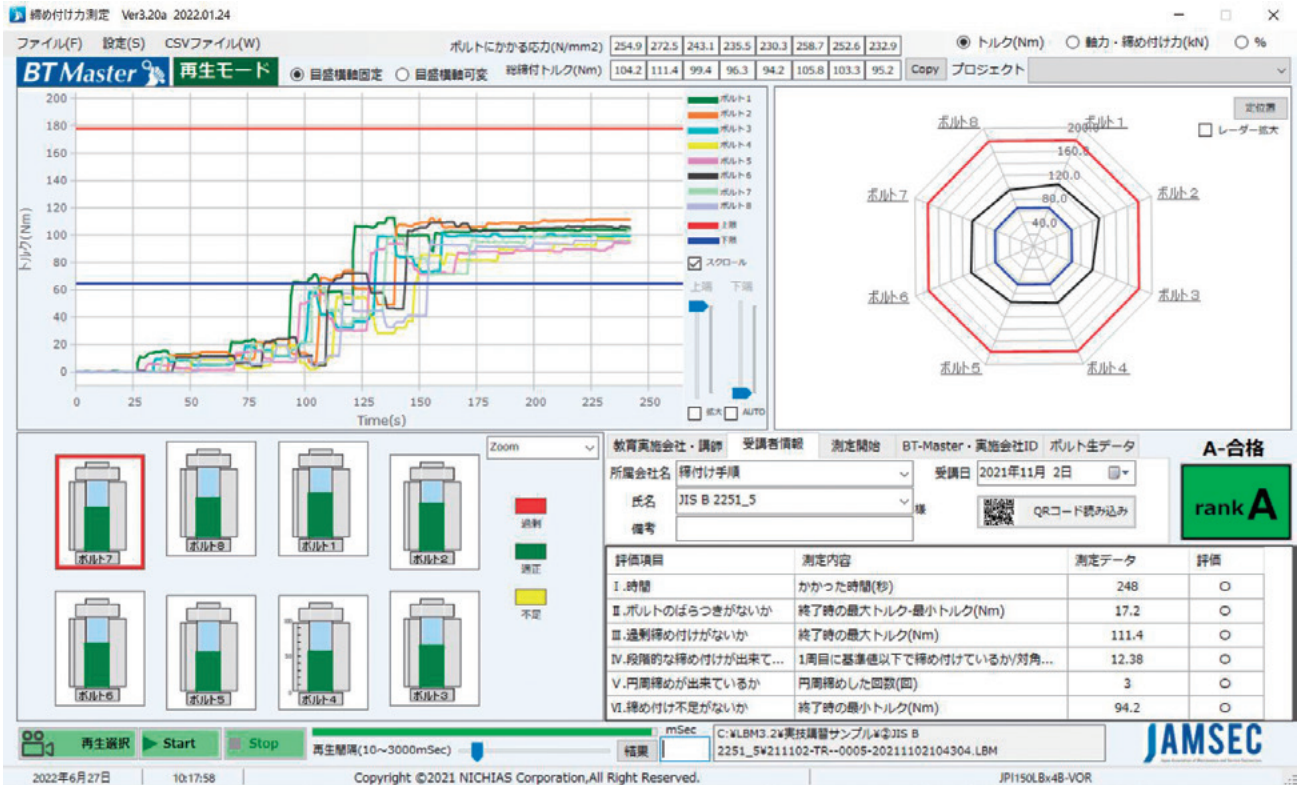 締め付け力測定 Ver3.20a 2022.01.24
ファイル(F) 設定(S) CSVファイル(W)
ボルトにかかる応力(N/mm2) 254.9 272.5 243.1 235.5 230.3 258.7 252.6 232.9
トルク(Nm) 軸力・締め付け力(kN) %
BT Master 再生モード 目盛横軸固定 目盛横軸可変
総締付トルク(Nm) 104.2 111.4 99.4 96.3 94.2 105.8 103.3 95.2 Copy プロジェクト
200
180
160
140
120
100
80
60
40
20
0
トルク(Nm)
0 25 50 75 100 125 150 175 200 225 250
Time(s)
ボルト1
ボルト2
ボルト3
ボルト4
ボルト5
ボルト6
ボルト7
ボルト8
上限
下限
スクロール
上端 下端
拡大 AUTO
定位置
レーダー拡大
ボルト8 200.0 ボルト1
160.0
120.0
ボルト7 80.0 ボルト2
40.0
ボルト6 ボルト3
ボルト5 ボルト4
Zoom
ボルト7 ボルト8 ボルト1 ボルト2
過剰
適正
不足
ボルト6 ボルト5 ボルト4 ボルト3
教育実施会社・講師 受講者情報 測定開始 BT-Master・実施会社ID ボルト生データ
A-合格
所属会社名 締付け手順 受講日 2021年11月 2日
氏名 JIS B 2251_5 様 QRコード読み込み
備考
rank A
評価項目 測定内容 測定データ 評価
Ⅰ.時間 かかった時間(秒) 248 ○
Ⅱ.ボルトのばらつきがないか 終了時の最大トルク-最小トルク(Nm) 17.2 ○
Ⅲ.過剰締め付けがないか 終了時の最大トルク(Nm) 111.4 ○
Ⅳ.段階的な締め付けが出来て... 1周目に基準値以下で締め付けているか/対角... 12.38 ○
Ⅴ.円周締めが出来ているか 円周締めした回数(回) 3 ○
Ⅵ.締め付け不足がないか 終了時の最小トルク(Nm) 94.2 ○
再生選択 Start Stop 再生間隔(10～3000mSec) mSec
結果
C:¥LBM3.2¥実技講習サンプル¥②JIS B
2251_5¥211102-TR--0005-20211102104304.LBM
JAMSEC
2022年6月27日 10:17:58 Copyright ©2021 NICHIAS Corporation,All Right Reserved. JPI150LBx4B-VOR